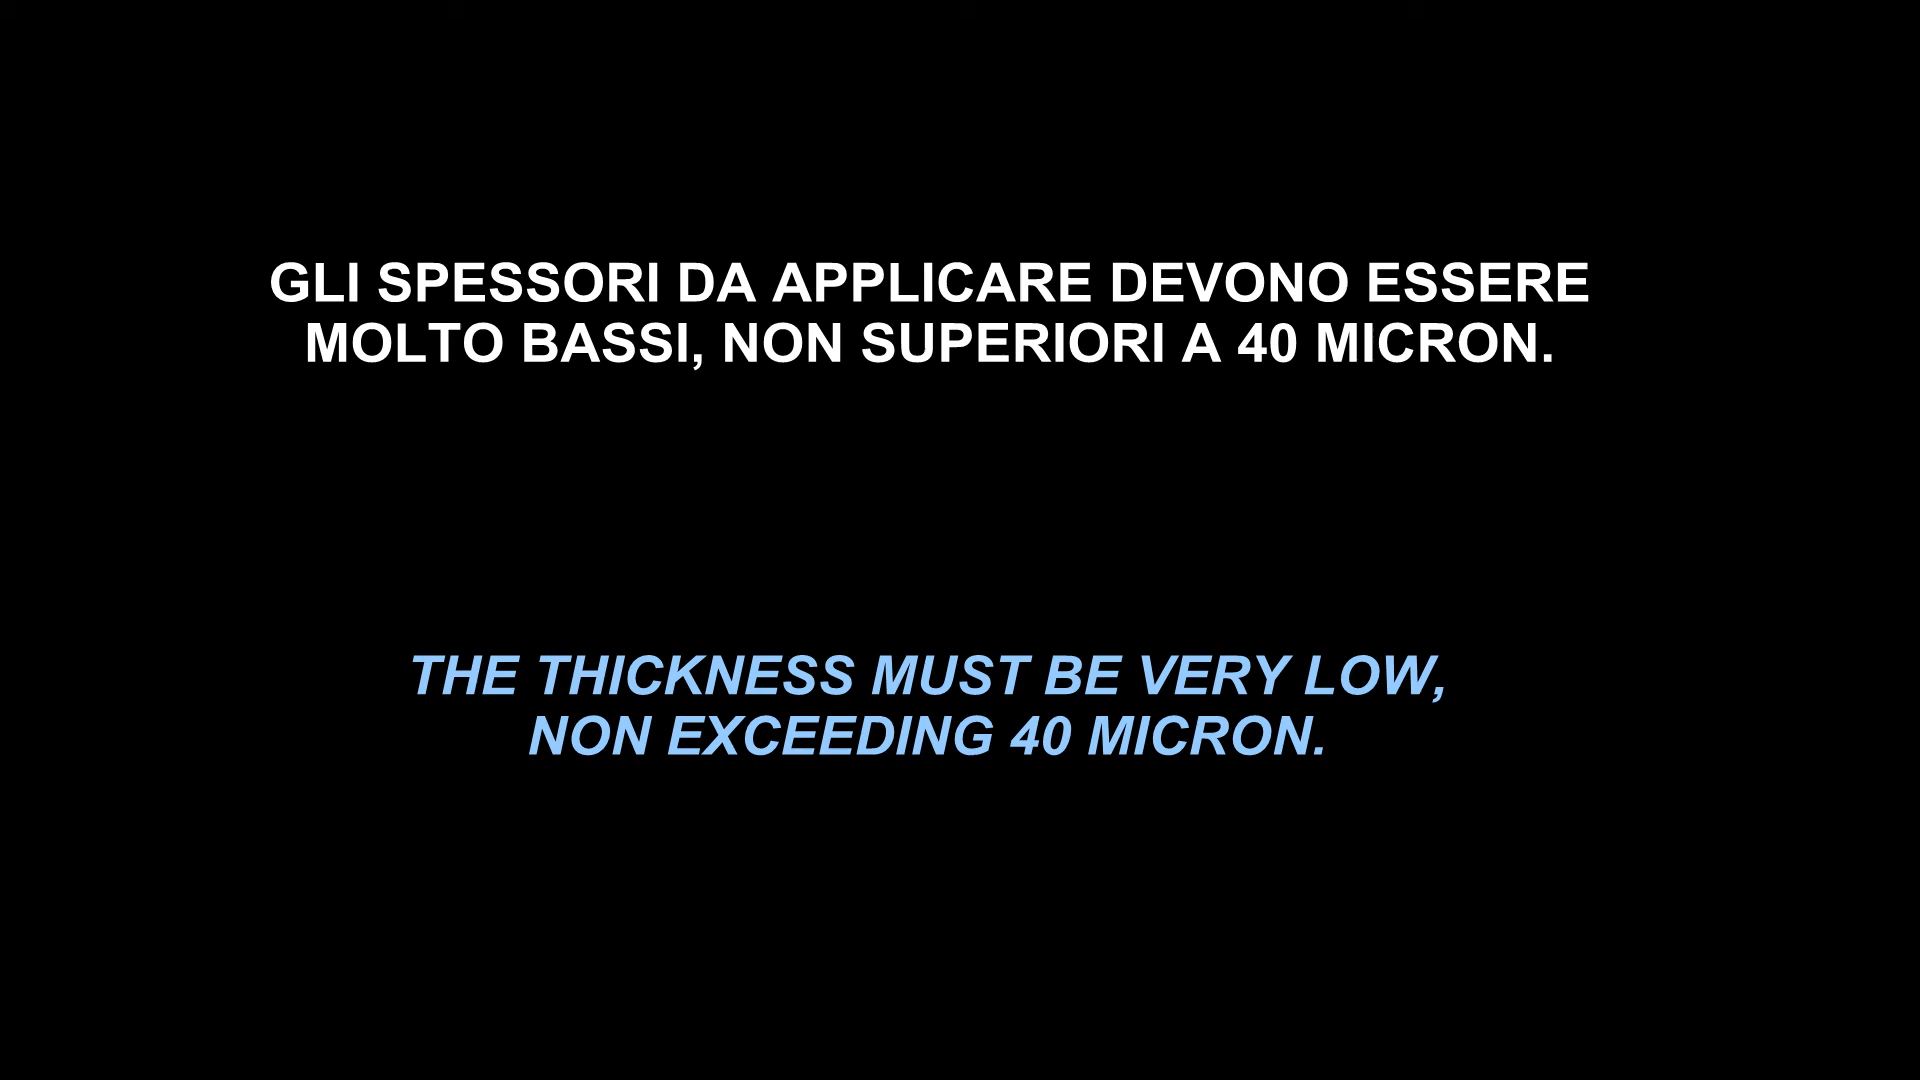 GLI SPESSORI DA APPLICARE DEVONO ESSERE
MOLTO BASSI, NON SUPERIORI A 40 MICRON.
THE THICKNESS MUST BE VERY LOW,
NON EXCEEDING 40 MICRON.